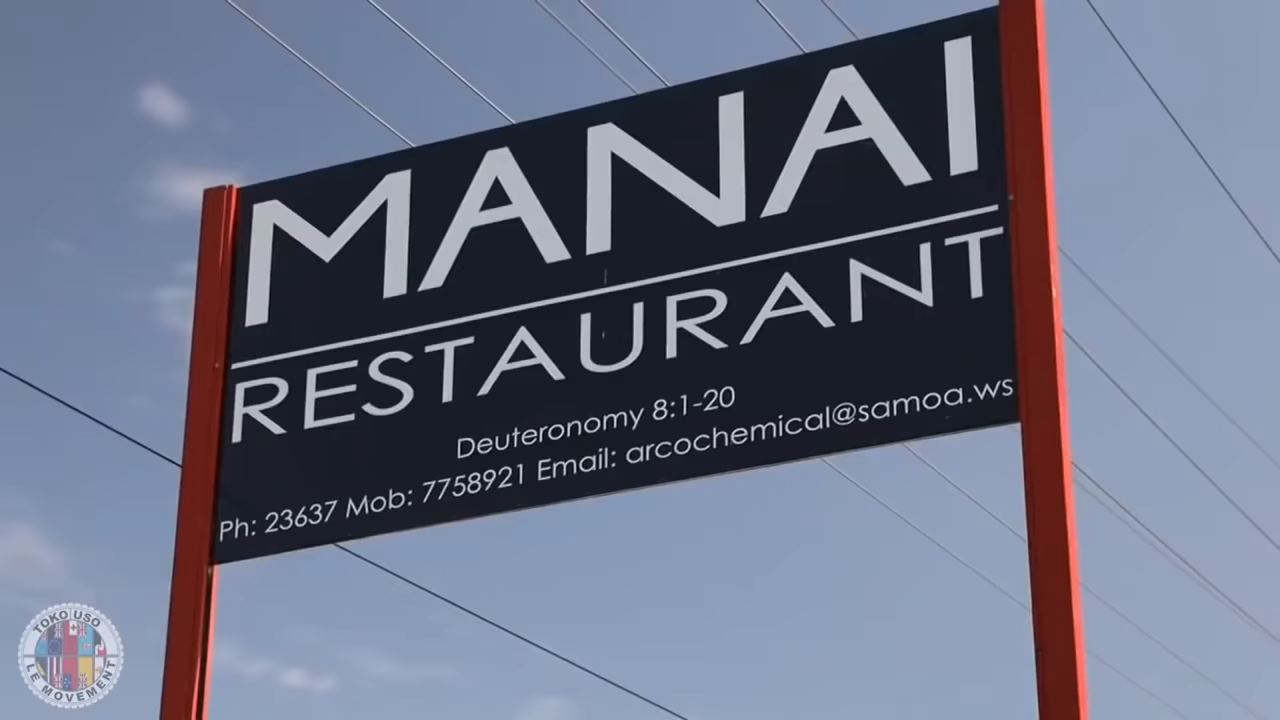 MANAI
RESTAURANT
Deuteronomy 8:1-20
Ph: 23637 Mob: 7758921 Email: arcochemical@samoa.ws
TOKO USO
LE MOVEMENT